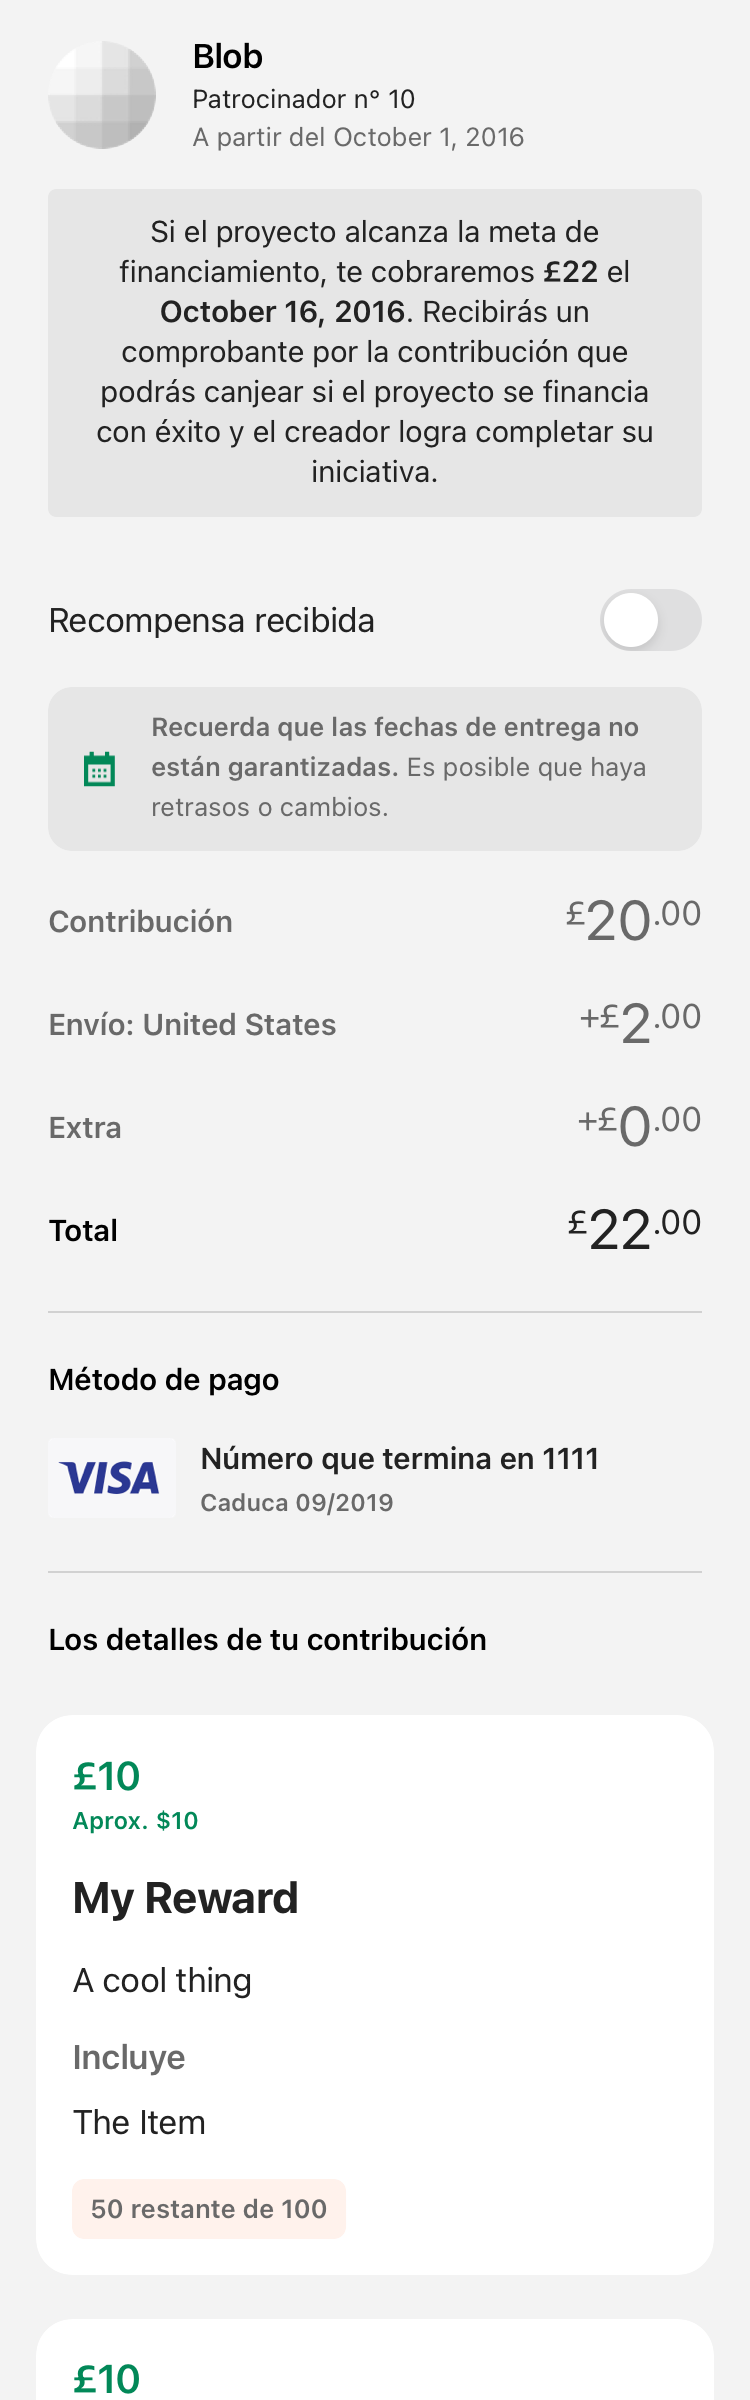 Blob
Patrocinador n° 10
A partir del October 1, 2016
Si el proyecto alcanza la meta de
financiamiento, te cobraremos £22 el
October 16, 2016. Recibirás un
comprobante por la contribución que
podrás canjear si el proyecto se financia
con éxito y el creador logra completar su
iniciativa.
Recompensa recibida
Recuerda que las fechas de entrega no
están garantizadas. Es posible que haya
retrasos o cambios.
Contribución £20.00
Envío: United States +£2.00
Extra +£0.00
Total £22.00
Método de pago
VISA
Número que termina en 1111
Caduca 09/2019
Los detalles de tu contribución
£10
Aprox. $10
My Reward
A cool thing
Incluye
The Item
50 restante de 100
£10